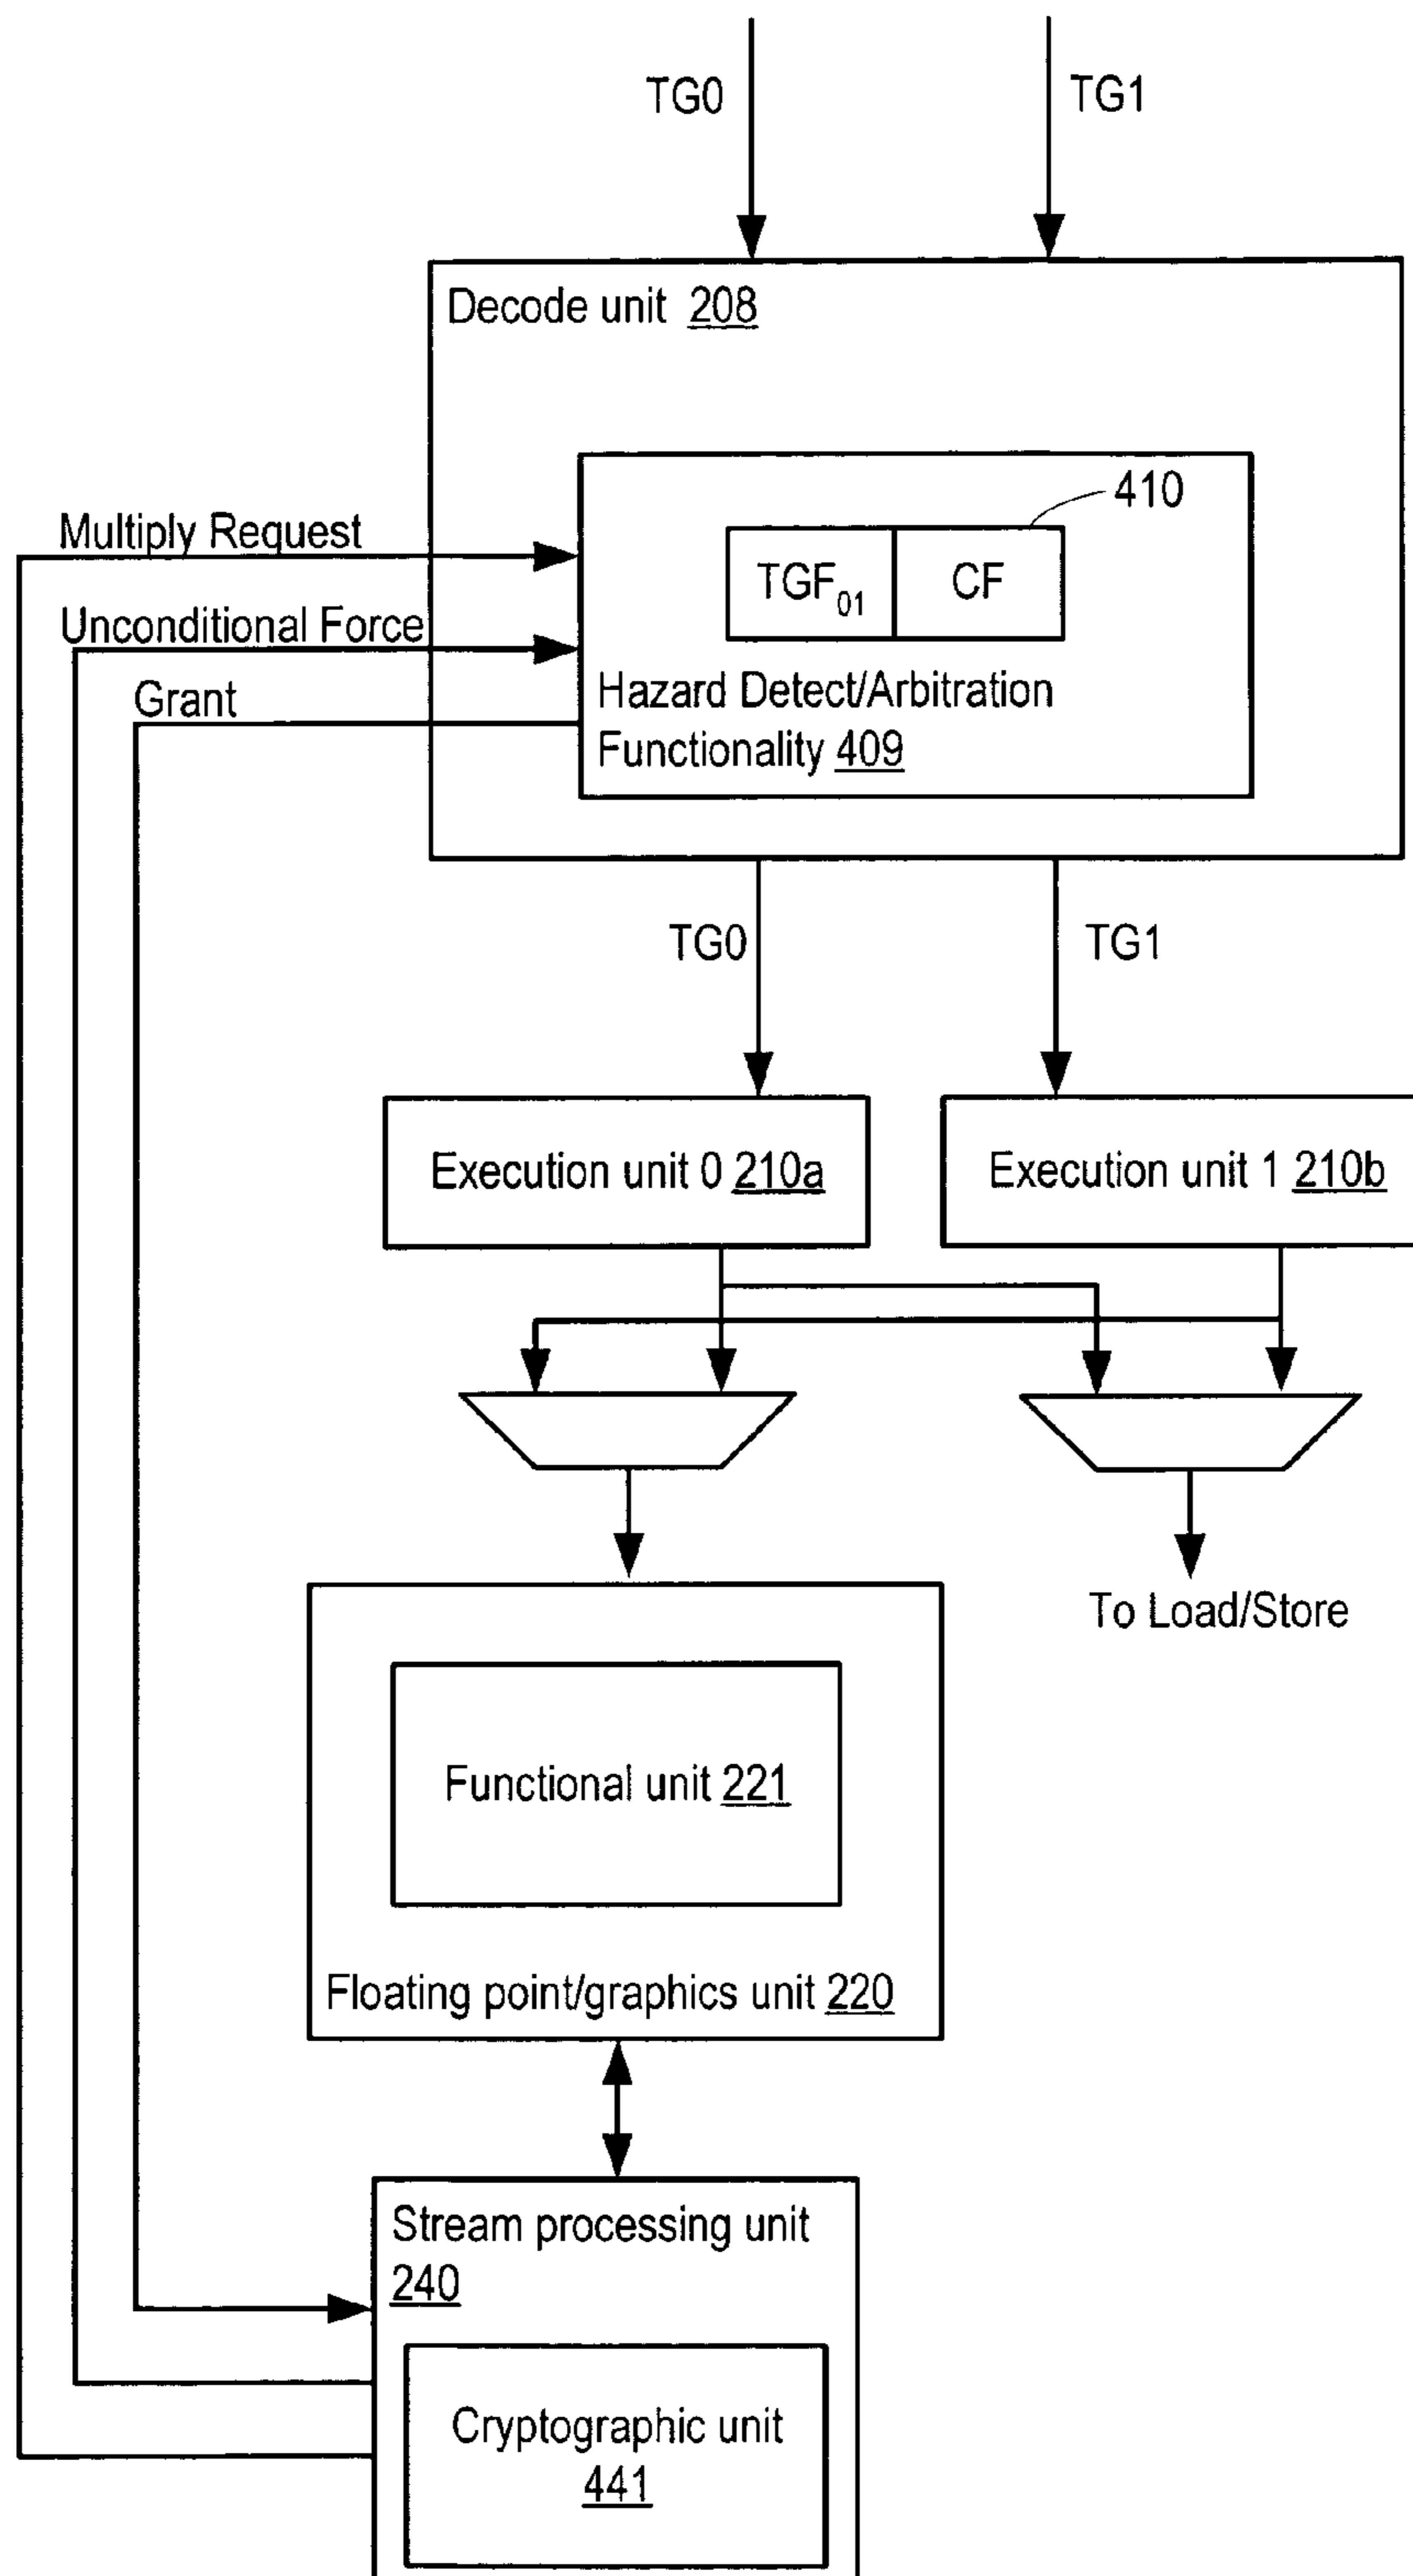 TG0
TG1
Decode unit 208
410
Multiply Request
TGF01
CF
Unconditional Force
Grant
Hazard Detect/Arbitration
Functionality 409
TG0
TG1
Execution unit 0 210a
Execution unit 1 210b
To Load/Store
Functional unit 221
Floating point/graphics unit 220
Stream processing unit
240
Cryptographic unit
441